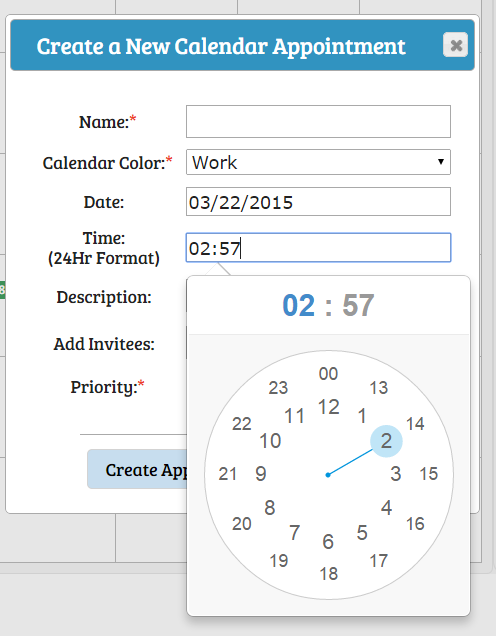 Create a New Calendar Appointment
Name:*
Calendar Color:* Work
Date: 03/22/2015
Time:
(24Hr Format) 02:57
8
Description:
02 : 57
Add Invitees:
Priority:*
00
23 13
12
11 1
22 14
10 2
21 9 3 15
8 4
20 16
7 5
6
19 17
18
Create App